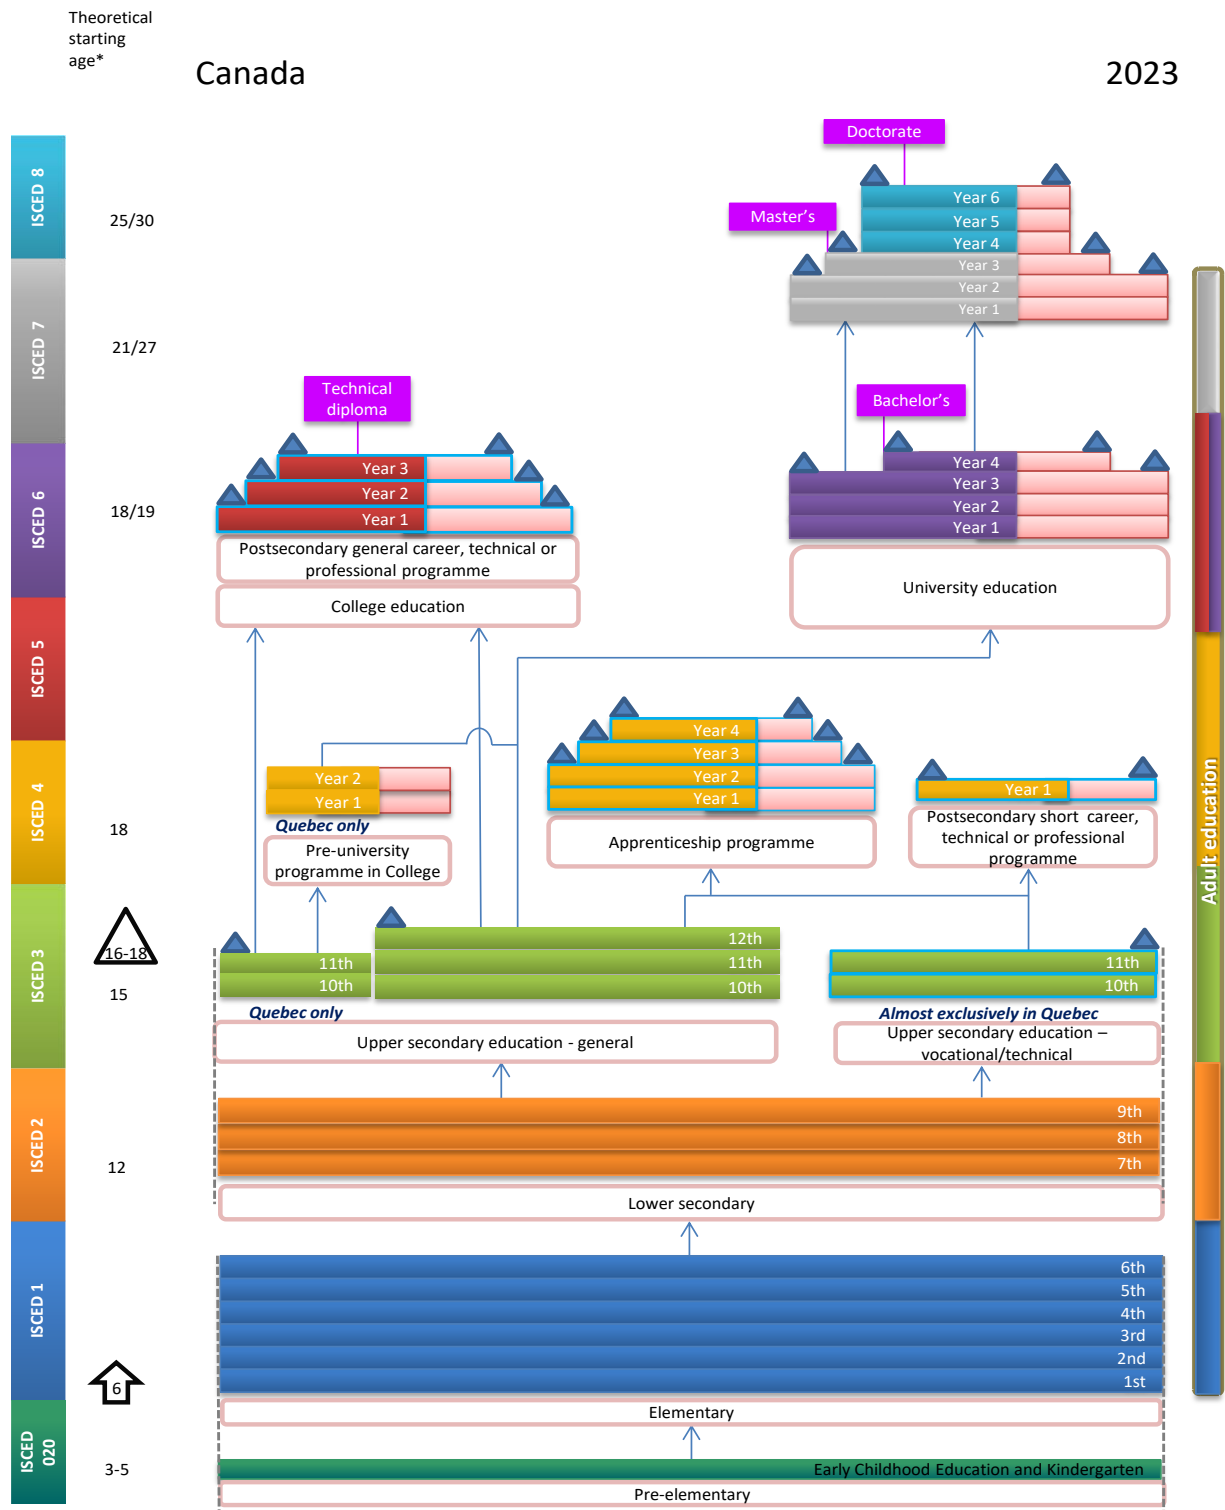 Theoretical
starting
age*
Canada
2023
Doctorate
ISCED 8
25/30
Year 6
Year 5
Year 4
Master's
Year 3
Year 2
Year 1
ISCED 7
21/27
Technical
diploma
Bachelor's
ISCED 6
18/19
Year 3
Year 2
Year 1
Year 4
Year 3
Year 2
Year 1
Postsecondary general career, technical or
professional programme
College education
University education
ISCED 5
Year 2
Year 1
Quebec only
Pre-university
programme in College
Year 4
Year 3
Year 2
Year 1
Apprenticeship programme
Year 1
Postsecondary short career,
technical or professional
programme
ISCED 4
18
Adult education
ISCED 3
16-18
15
11th
10th
Quebec only
12th
11th
10th
11th
10th
Almost exclusively in Quebec
Upper secondary education - general
Upper secondary education –
vocational/technical
ISCED 2
12
9th
8th
7th
Lower secondary
ISCED 1
6
6th
5th
4th
3rd
2nd
1st
Elementary
ISCED
020
3-5
Early Childhood Education and Kindergarten
Pre-elementary